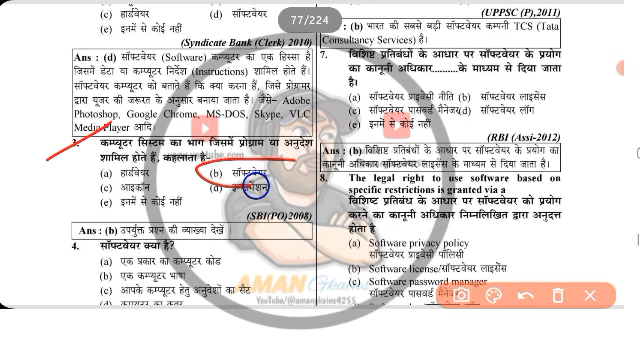 (c) हार्डवेयर (d) सॉफ्टवेयर
(e) इनमें से कोई नहीं
(Syndicate Bank (Clerk) 2010)
Ans : (d) सॉफ्टवेयर (Software) कम्प्यूटर का एक हिस्सा है
जिसमें डेटा या कम्प्यूटर निर्देश (Instructions) शामिल होते हैं।
सॉफ्टवेयर कम्प्यूटर को बताते हैं कि क्या करना है, जिसे प्रोग्रामर
द्वारा यूजर की जरूरत के अनुसार बनाया जाता है। जैसे– Adobe
Photoshop, Google Chrome, MS-DOS, Skype, VLC
Media Player आदि।
3. कम्प्यूटर सिस्टम का भाग जिसमें प्रोग्राम या अनुदेश
शामिल होते हैं, कहलाता है–
(a) हार्डवेयर (b) सॉफ्टवेयर
(c) आइकॉन (d)
(e) इनमें से कोई नहीं
(SBI(PO)2008)
Ans : (b) उपर्युक्त प्रश्न की व्याख्या देखें।
4. सॉफ्टवेयर क्या है?
(a) एक प्रकार का कम्प्यूटर कोड
(b) एक कम्प्यूटर भाषा
(c) आपके कम्प्यूटर हेतु अनुदेशों का सैट
(d) कम्प्यूटर का कवर
77/224
UPPSC (P),2011)
Ans : (b) भारत की सबसे बड़ी सॉफ्टवेयर कम्पनी TCS (Tata
Consultancy Services) है।
7. विशिष्ट प्रतिबंधों के आधार पर सॉफ्टवेयर के प्रयोग
का कानूनी अधिकार.........के माध्यम से दिया जाता
है।
(a) सॉफ्टवेयर प्राइवेसी नीति (b) सॉफ्टवेयर लाइसेंस
(c) सॉफ्टवेयर पासवर्ड मैनेजर(d) सॉफ्टवेयर लॉग
(e) इनमें से कोई नहीं
(RBI (Assi-2012)
Ans : (b) विशिष्ट प्रतिबंधों के आधार पर सॉफ्टवेयर के प्रयोग का
कानूनी अधिकार सॉफ्टवेयर लाइसेंस के माध्यम से दिया जाता है।
8. The legal right to use software based on
specific restrictions is granted via a
विशिष्ट प्रतिबंध के आधार पर सॉफ्टवेयर को प्रयोग
करने का कानूनी अधिकार निम्नलिखित द्वारा अनुदत्त
होता है
(a) Software privacy policy
सॉफ्टवेयर प्राइवेसी पॉलिसी
(b) Software license/सॉफ्टवेयर लाइसेंस
(c) Software password manager
सॉफ्टवेयर पासवर्ड
AMAN
YouTube/@amangkaine4255